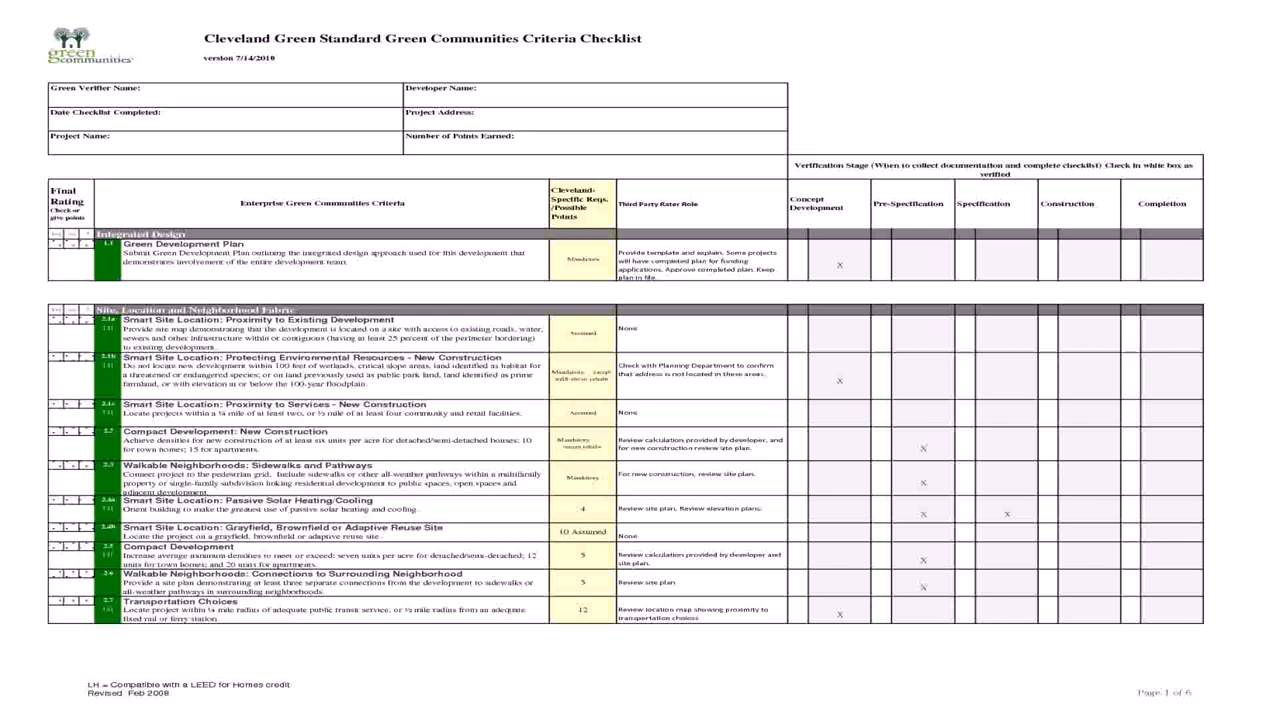 green
communities
Cleveland Green Standard Green Communities Criteria Checklist
version 7/14/2010
Green Verifier Name:
Developer Name:
Date Checklist Completed:
Project Address:
Project Name:
Number of Points Earned:
Verification Stage (When to collect documentation and complete checklist) Check in white box as
verified
Final
Rating
Check or
give points
Enterprise Green Communities Criteria
Cleveland-
Specific Reqs.
/Possible
Points
Third Party Rater Role
Concept
Development
Pre-Specification
Specification
Construction
Completion
Integrated Design
1.1
Green Development Plan
Submit Green Development Plan outlining the integrated design approach used for this development that
demonstrates involvement of the entire development team.
Mandatory
Provide template and explain. Some projects
will have completed plan for funding
applications. Approve completed plan. Keep
plan in file.
X
Site, Location and Neighborhood Fabric
Smart Site Location: Proximity to Existing Development
Provide site map demonstrating that the development is located on a site with access to existing roads, water,
sewers and other infrastructure within or contiguous (having at least 25 percent of the perimeter bordering)
to existing development.
Assumed
None
Smart Site Location: Protecting Environmental Resources - New Construction
Do not locate new development within 100 feet of wetlands, critical slope areas, land identified as habitat for
a threatened or endangered species; or on land previously used as public park land, land identified as prime
farmland, or with elevation at or below the 100-year floodplain.
Check with Planning Department to confirm
that address is not located in these areas.
X
Smart Site Location: Proximity to Services - New Construction
Locate projects within a ¼ mile of at least two, or ½ mile of at least four community and retail facilities.
Assumed
None
Compact Development: New Construction
Achieve densities for new construction of at least six units per acre for detached/semi-detached houses; 10
for town homes; 15 for apartments.
Mandatory
Review calculation provided by developer, and
for new construction review site plan.
X
2.3
Walkable Neighborhoods: Sidewalks and Pathways
Connect project to the pedestrian grid. Include sidewalks or other all-weather pathways within a multifamily
property or single-family subdivision linking residential development to public spaces, open spaces and
adjacent development.
Mandatory
For new construction, review site plan.
X
Smart Site Location: Passive Solar Heating/Cooling
Orient building to make the greatest use of passive solar heating and cooling.
4
Review site plan. Review elevation plans.
X
X
Smart Site Location: Grayfield, Brownfield or Adaptive Reuse Site
Locate the project on a grayfield, brownfield or adaptive reuse site
10 Assumed
None
2.5
Compact Development
Increase average minimum densities to meet or exceed: seven units per acre for detached/semi-detached; 12
units for town homes; and 20 units for apartments.
5
Review calculation provided by developer and
site plan.
X
2.6
Walkable Neighborhoods: Connections to Surrounding Neighborhood
Provide a site plan demonstrating at least three separate connections from the development to sidewalks or
all-weather pathways in surrounding neighborhoods.
5
Review site plan
X
2.7
Transportation Choices
Locate project within ¼ mile radius of adequate public transit service, or ½ mile radius from an adequate
fixed rail or ferry station.
12
Review location map showing proximity to
transportation choices
X
LH = Compatible with a LEED for Homes credit
Revised Feb 2008
Page 1 of 6